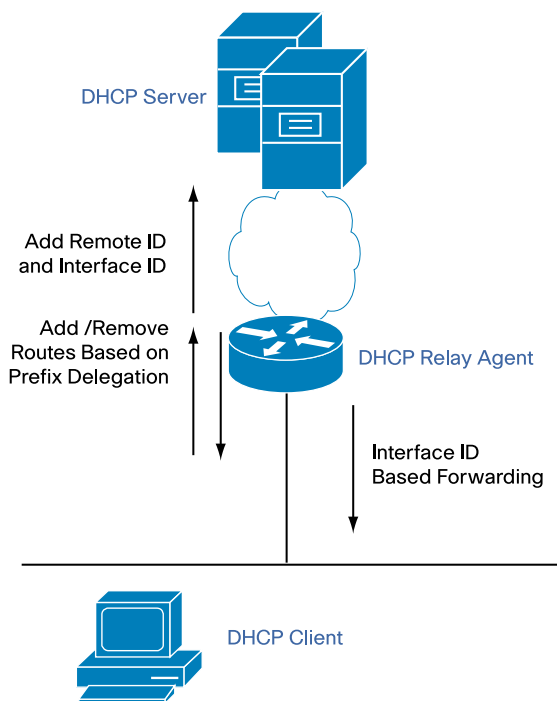 DHCP Server
Add Remote ID
and Interface ID
Add /Remove
Routes Based on
Prefix Delegation
DHCP Relay Agent
Interface ID
Based Forwarding
DHCP Client